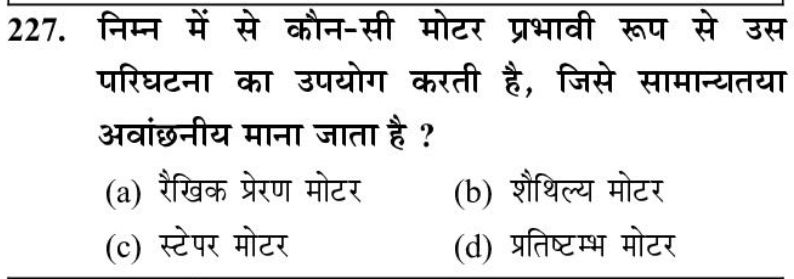 227. निम्न में से कौन-सी मोटर प्रभावी रूप से उस
परिघटना का उपयोग करती है, जिसे सामान्यतया
अवांछनीय माना जाता है ?
(a) रैखिक प्रेरण मोटर (b) शैथिल्य मोटर
(c) स्टेपर मोटर (d) प्रतिष्टम्भ मोटर